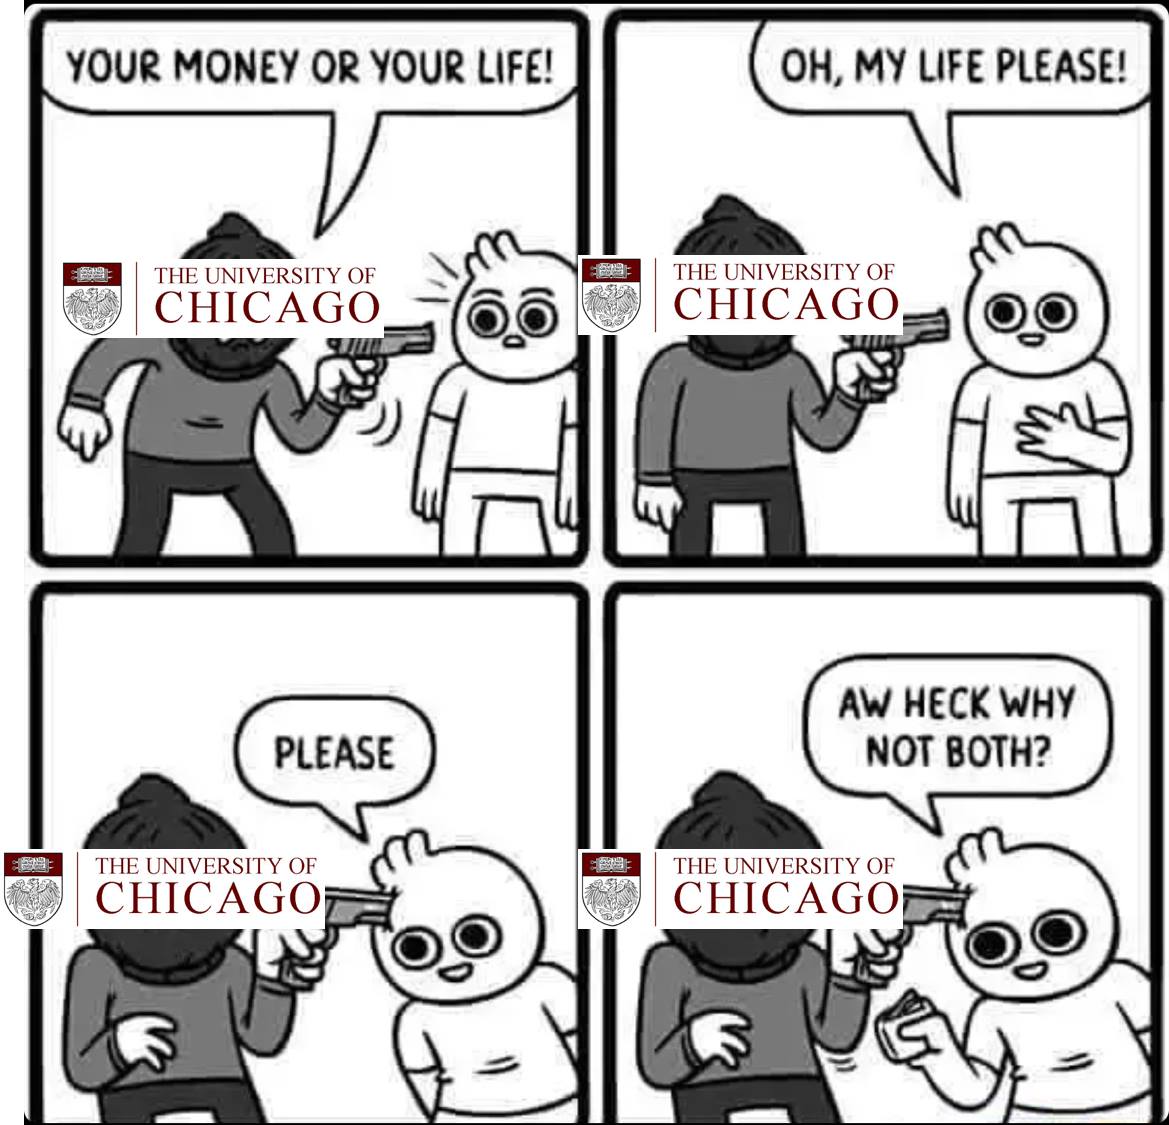 YOUR MONEY OR YOUR LIFE!
OH, MY LIFE PLEASE!
THE UNIVERSITY OF
CHICAGO
THE UNIVERSITY OF
CHICAGO
PLEASE
AW HECK WHY
NOT BOTH?
THE UNIVERSITY OF
CHICAGO
THE UNIVERSITY OF
CHICAGO